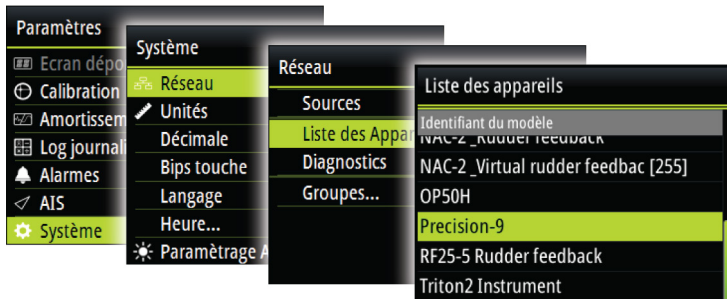 Paramètres
Ecran dépo
Calibration
Amortissem
Log journali
Alarmes
AIS
Système
Système
Réseau
Unités
Décimale
Bips touche
Langage
Heure...
Paramètrage A
Réseau
Sources
Liste des Appar
Diagnostics
Groupes...
Liste des appareils
Identifiant du modèle
NAC-2 _Rudder feedback
NAC-2 _Virtual rudder feedbac [255]
OP50H
Precision-9
RF25-5 Rudder feedback
Triton2 Instrument